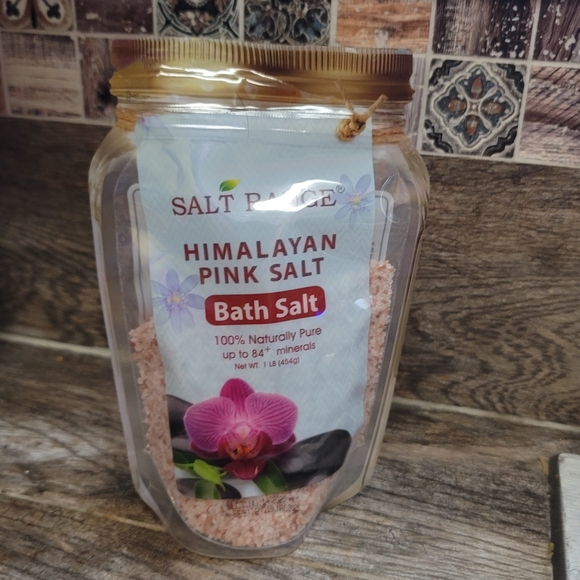 SALT RANGE®
HIMALAYAN
PINK SALT
Bath Salt
100% Naturally Pure
up to 84+ minerals
Net WT. 1 LB (454g)